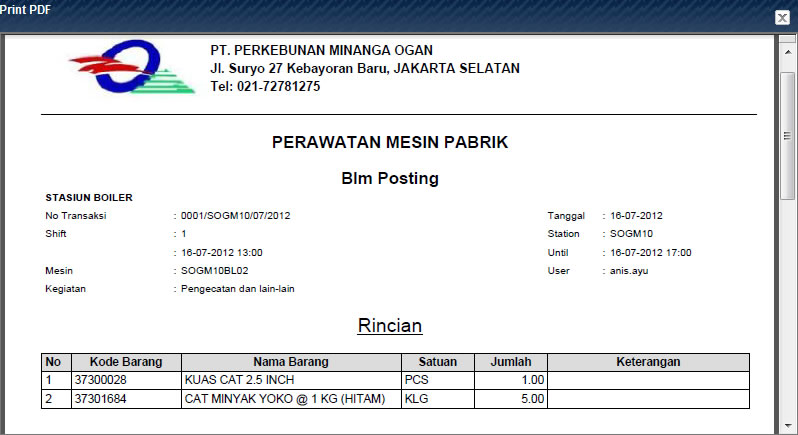 Print PDF
PT. PERKEBUNAN MINANGA OGAN
Jl. Suryo 27 Kebayoran Baru, JAKARTA SELATAN
Tel: 021-72781275
PERAWATAN MESIN PABRIK
Blm Posting
STASIUN BOILER
No Transaksi : 0001/SOGM10/07/2012 Tanggal : 16-07-2012
Shift : 1 Station : SOGM10
: 16-07-2012 13:00 Until : 16-07-2012 17:00
Mesin : SOGM10BL02 User : anis.ayu
Kegiatan : Pengecatan dan lain-lain
Rincian
No Kode Barang Nama Barang Satuan Jumlah Keterangan
1 37300028 KUAS CAT 2.5 INCH PCS 1.00
2 37301684 CAT MINYAK YOKO @ 1 KG (HITAM) KLG 5.00